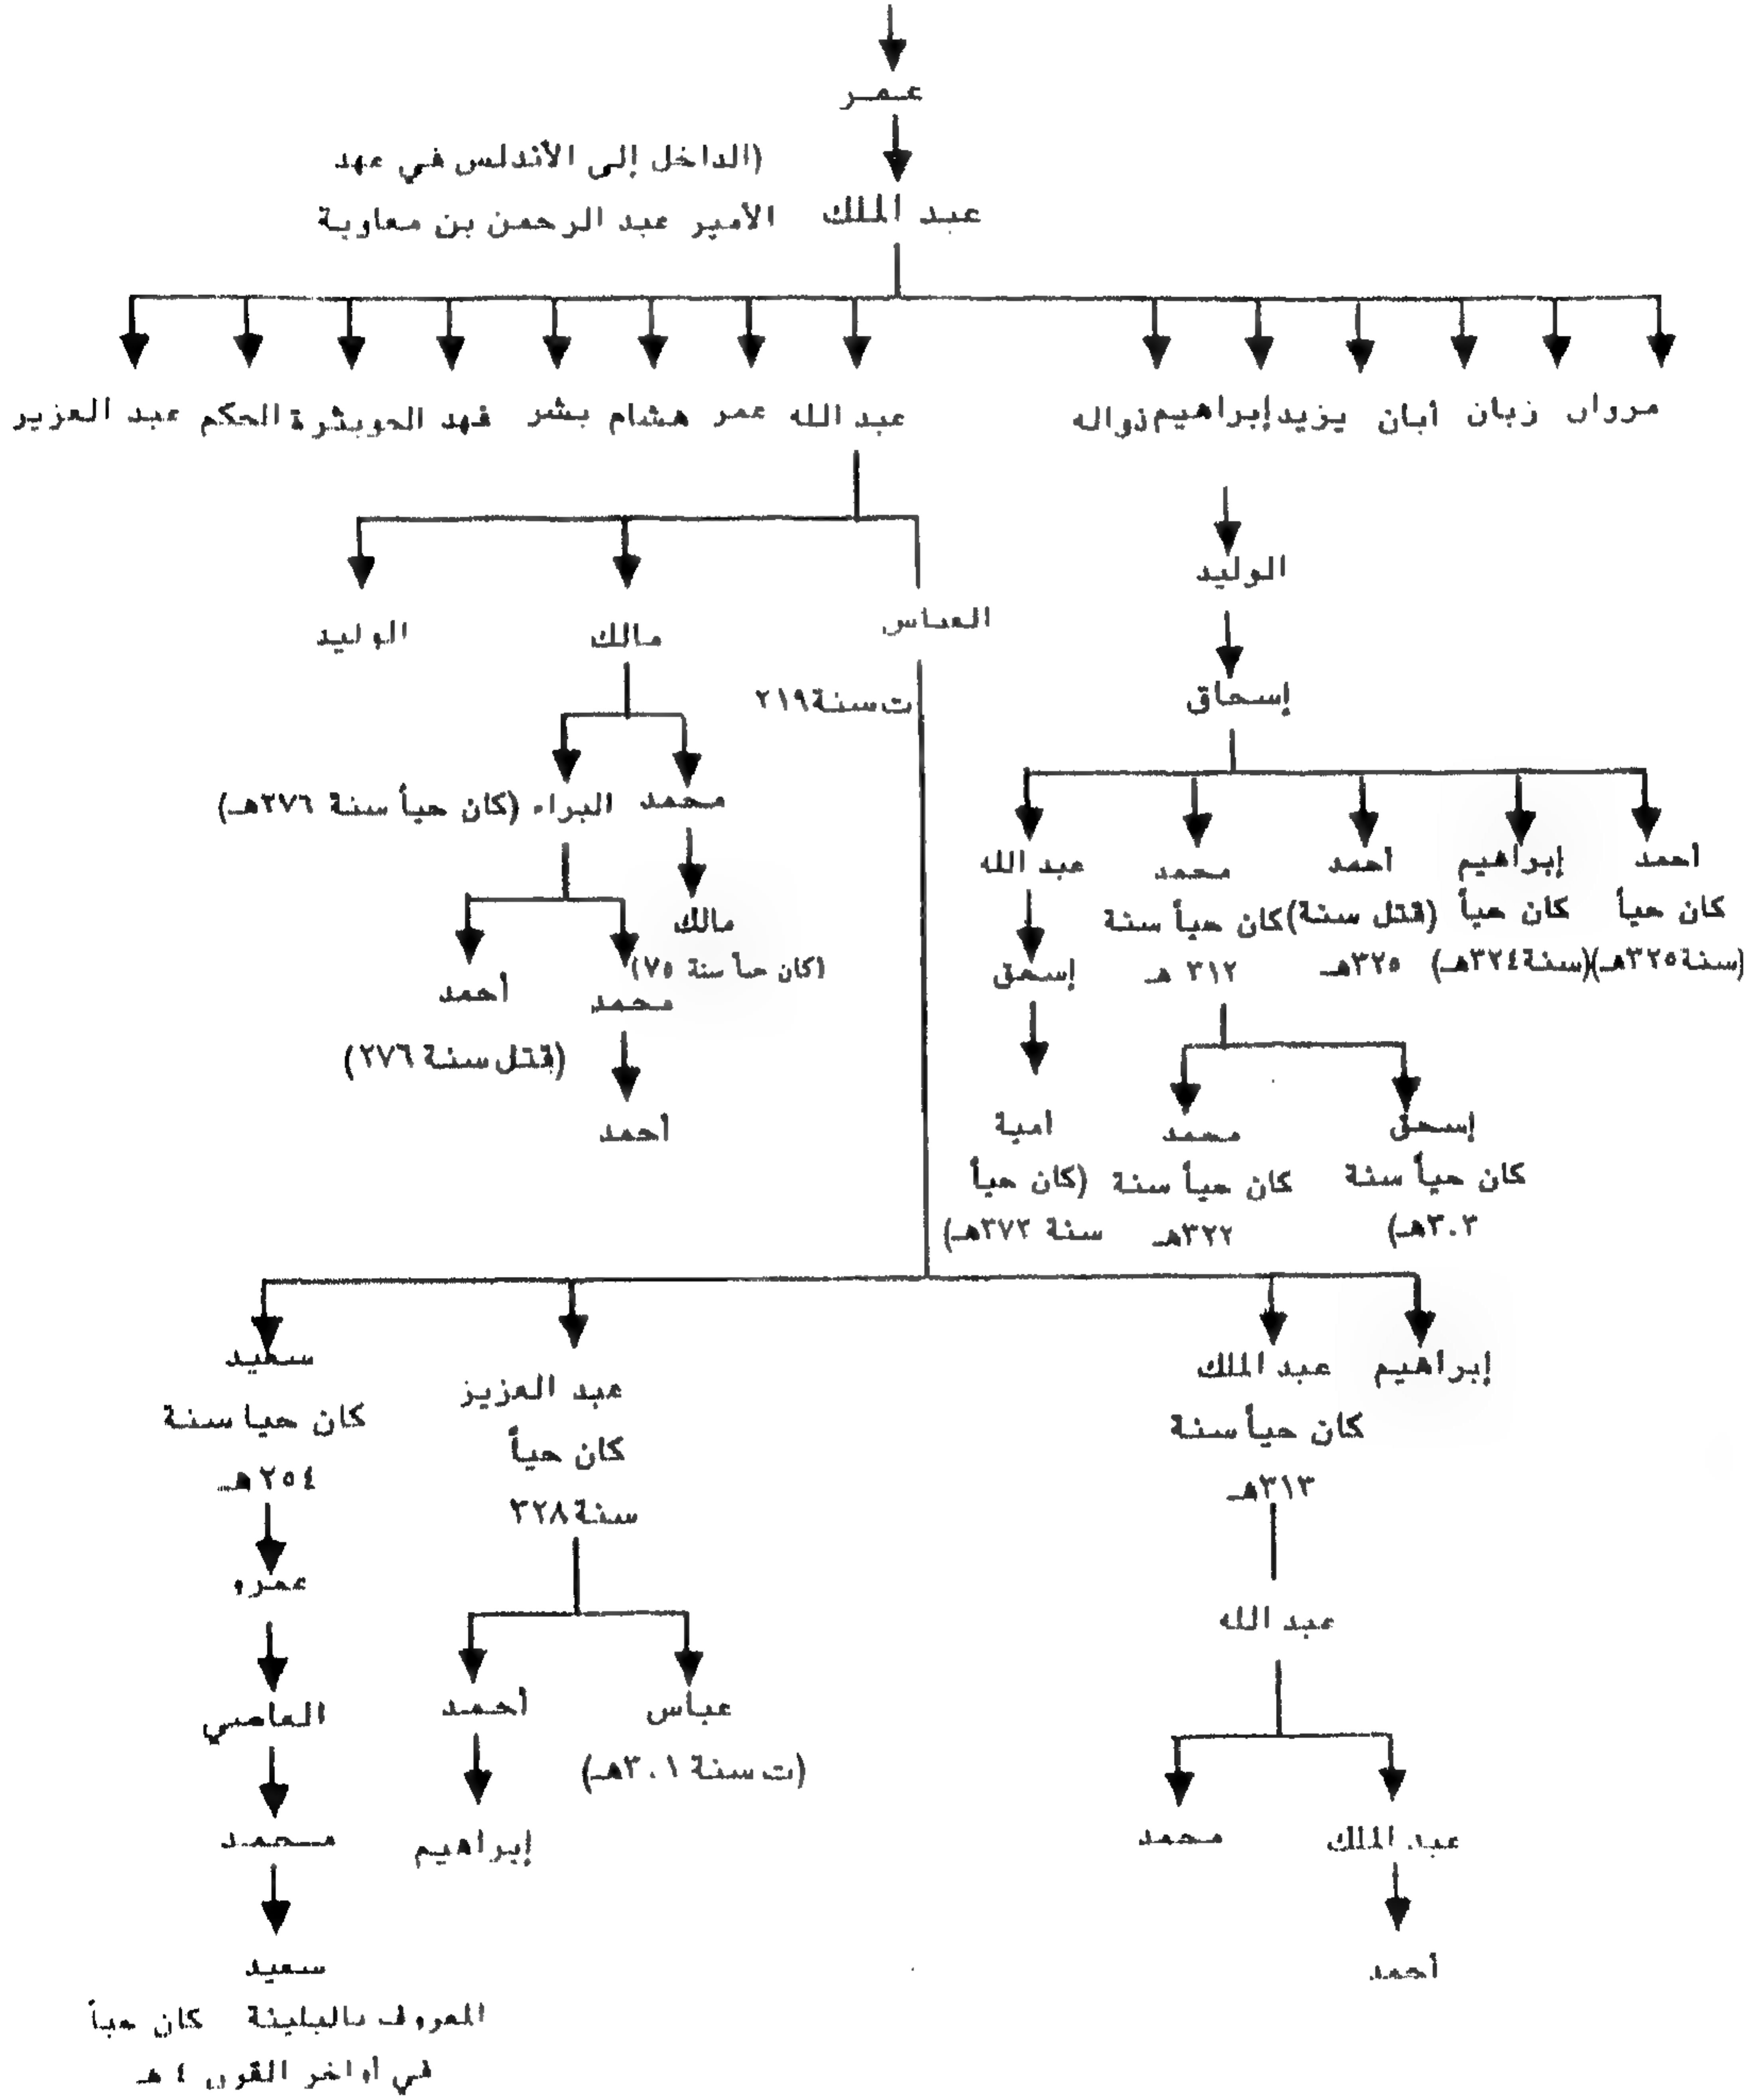 عمر
(الداخل إلى الأندلس في عهد
عبد الملك الأمير عبد الرحمن بن معاوية
مروان زبان أبان يزيد إبراهيم ذواله عبد الله عمر هشام بشر فهد الحويثرة الحكم عبد العزيز
الوليد
إسحاق
أحمد
كان حياً
(سنة ٣٢٥هـ)
إبراهيم
كان حياً
(سنة ٣٢٤هـ)
أحمد
(قتل سنة
٣٢٥هـ
محمد
كان حياً سنة
٣١٢ هـ
عبد الله
إسحق
أمية
(كان حياً
سنة ٣٧٣هـ)
إسحق
كان حياً سنة
٣٠٣هـ)
محمد
كان حياً سنة
٣٢٢هـ
العباس
ت سنة ٢١٩
مالك
الوليد
محمد
البراء (كان حياً سنة ٢٧٦هـ)
مالك
(كان حياً سنة ٧٥)
محمد
أحمد
(قتل سنة ٢٧٦)
أحمد
إبراهيم
عبد الملك
كان حياً سنة
٣١٣هـ
عبد الله
عبد الملك
محمد
أحمد
عبد العزيز
كان حياً
سنة ٢٢٨
عباس
(ت سنة ٣٠١هـ)
أحمد
إبراهيم
سعيد
كان حيا سنة
٢٥٤هـ
عمره
العاصي
محمد
سعيد
المعروف بالبلينة كان حياً
في أواخر القرن ٤ هـ